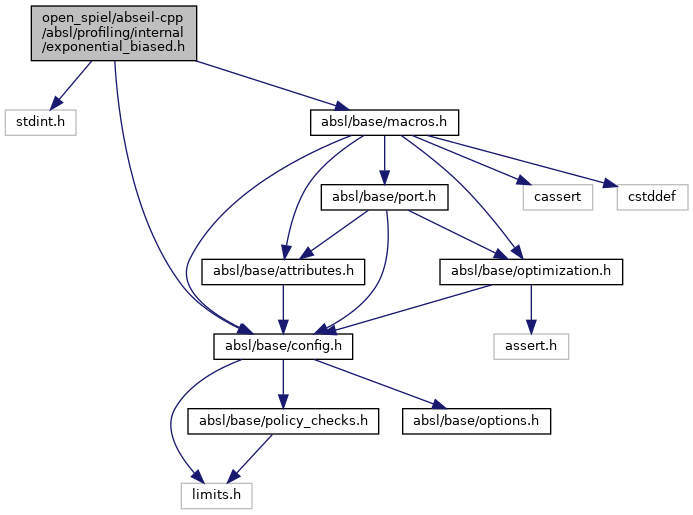 open_spiel/abseil-cpp
/absl/profiling/internal
/exponential_biased.h
stdint.h
absl/base/macros.h
absl/base/port.h
cassert
cstddef
absl/base/attributes.h
absl/base/optimization.h
absl/base/config.h
assert.h
absl/base/policy_checks.h
absl/base/options.h
limits.h